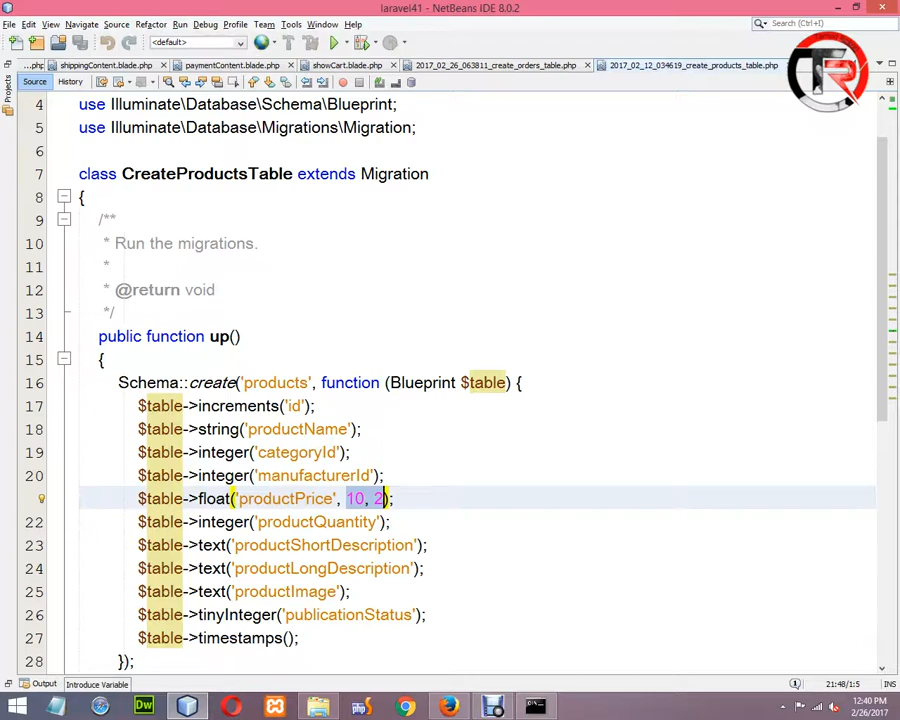 laravel41 - NetBeans IDE 8.0.2
File Edit View Navigate Source Refactor Run Debug Profile Team Tools Window Help
Search (Ctrl+I)
<default>
...php shippingContent.blade.php paymentContent.blade.php showCart.blade.php 2017_02_26_063811_create_orders_table.php 2017_02_12_034619_create_products_table.php
Source History
Projects
4 use Illuminate\Database\Schema\Blueprint;
5 use Illuminate\Database\Migrations\Migration;
6
7 class CreateProductsTable extends Migration
8 {
9 /**
10 * Run the migrations.
11 *
12 * @return void
13 */
14 public function up()
15 {
16 Schema::create('products', function (Blueprint $table) {
17 $table->increments('id');
18 $table->string('productName');
19 $table->integer('categoryId');
20 $table->integer('manufacturerId');
$table->float('productPrice', 10, 2);
22 $table->integer('productQuantity');
23 $table->text('productShortDescription');
24 $table->text('productLongDescription');
25 $table->text('productImage');
26 $table->tinyInteger('publicationStatus');
27 $table->timestamps();
28 });
Output Introduce Variable
21:48/1:5 INS
Dw
12:40 PM
2/26/2017